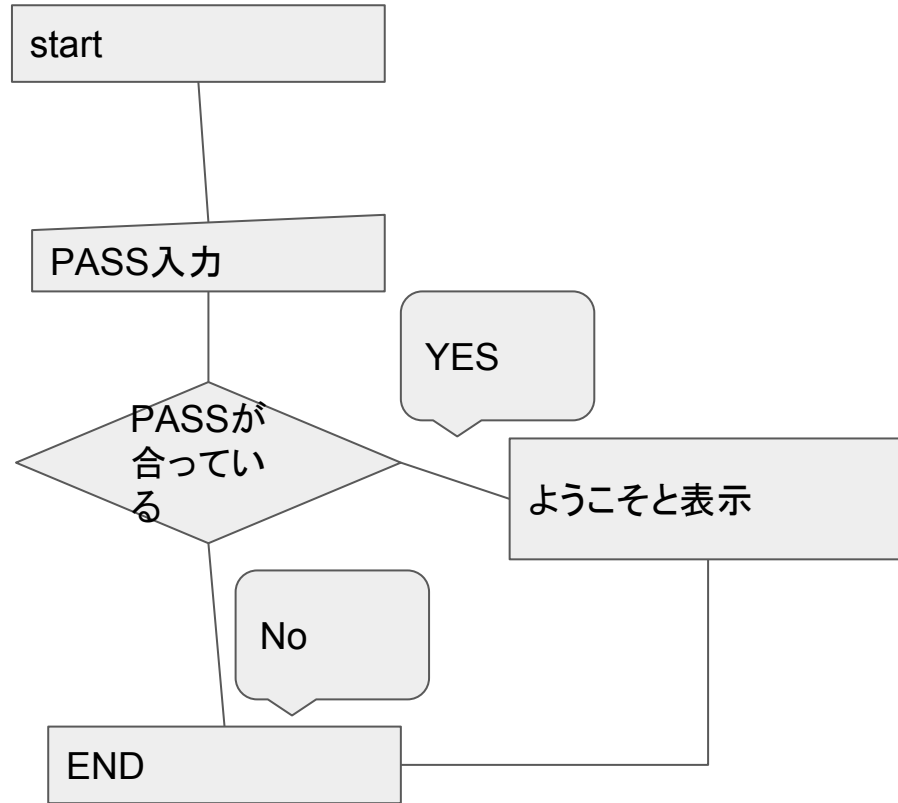 start
PASS入力
YES
PASSが
合ってい
る
ようこそと表示
No
END